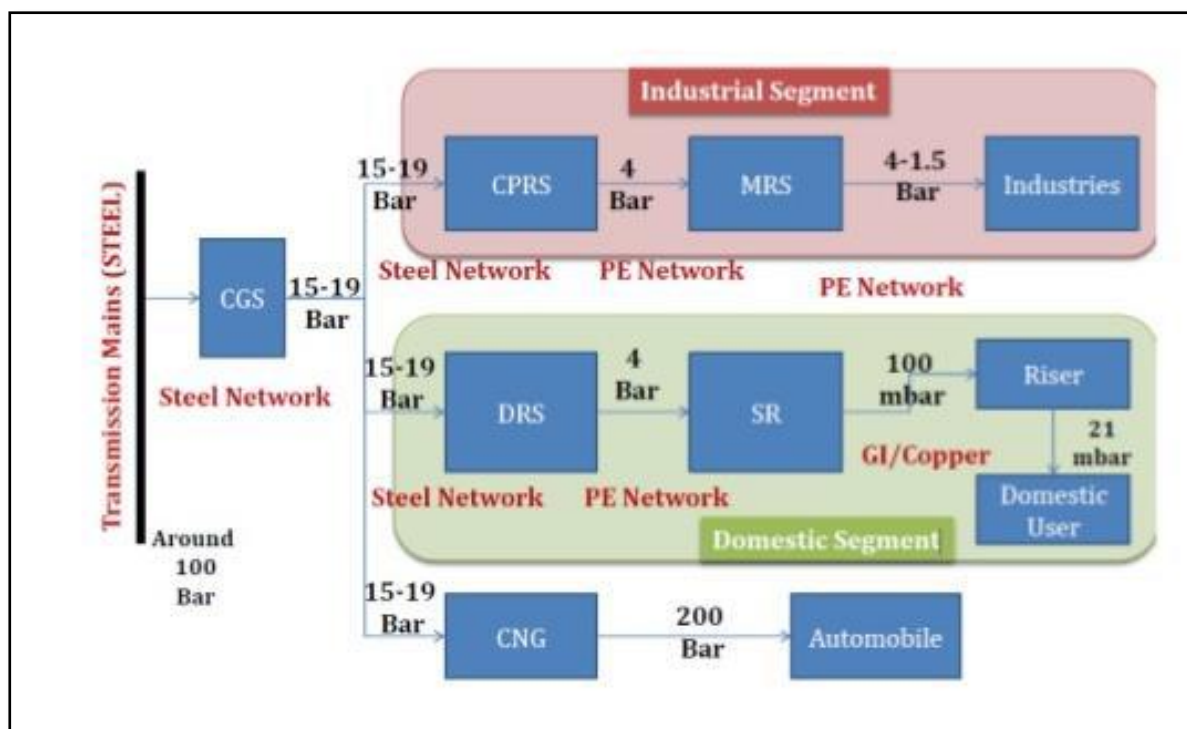 Transmission Mains (STEEL)
Around
100
Bar
CGS
Steel Network
15-19
Bar
Industrial Segment
15-19
Bar
CPRS
4
Bar
MRS
4-1.5
Bar
Industries
Steel Network
PE Network
PE Network
15-19
Bar
DRS
4
Bar
SR
100
mbar
Riser
21
mbar
GI/Copper
Domestic
User
Steel Network
PE Network
Domestic Segment
15-19
Bar
CNG
200
Bar
Automobile